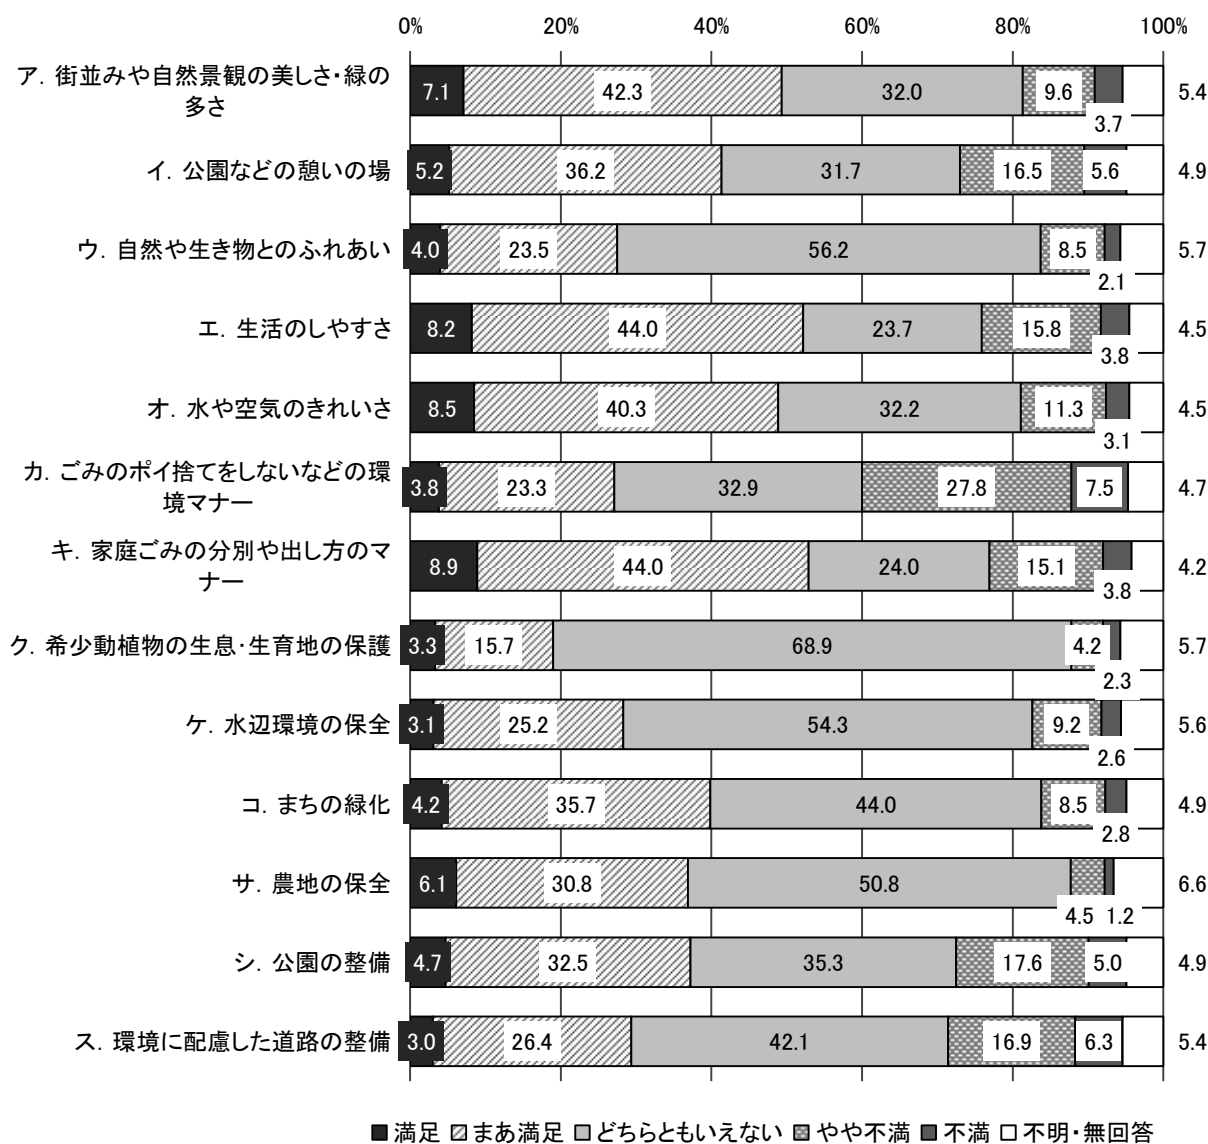 0% 20% 40% 60% 80% 100%
ア．街並みや自然景観の美しさ・緑の
多さ
7.1 42.3 32.0 9.6 3.7 5.4
イ．公園などの憩いの場 5.2 36.2 31.7 16.5 5.6 4.9
ウ．自然や生き物とのふれあい 4.0 23.5 56.2 8.5 2.1 5.7
エ．生活のしやすさ 8.2 44.0 23.7 15.8 3.8 4.5
オ．水や空気のきれいさ 8.5 40.3 32.2 11.3 3.1 4.5
カ．ごみのポイ捨てをしないなどの環
境マナー
3.8 23.3 32.9 27.8 7.5 4.7
キ．家庭ごみの分別や出し方のマ
ナー
8.9 44.0 24.0 15.1 3.8 4.2
ク．希少動植物の生息・生育地の保護 3.3 15.7 68.9 4.2 2.3 5.7
ケ．水辺環境の保全 3.1 25.2 54.3 9.2 2.6 5.6
コ．まちの緑化 4.2 35.7 44.0 8.5 2.8 4.9
サ．農地の保全 6.1 30.8 50.8 4.5 1.2 6.6
シ．公園の整備 4.7 32.5 35.3 17.6 5.0 4.9
ス．環境に配慮した道路の整備 3.0 26.4 42.1 16.9 6.3 5.4
満足 まあ満足 どちらともいえない やや不満 不満 不明・無回答